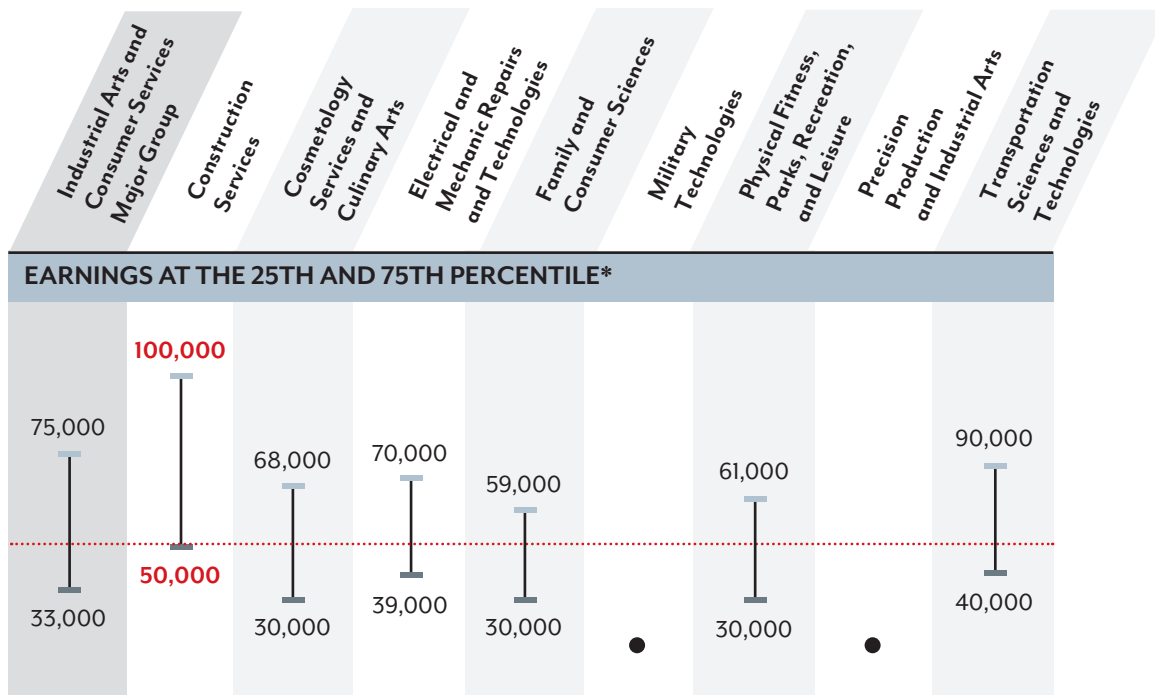 Industrial Arts and
Consumer Services
Major Group
Construction
Services
Cosmetology
Services and
Culinary Arts
Electrical and
Mechanic Repairs
and Technologies
Family and
Consumer Sciences
Military
Technologies
Physical Fitness,
Parks, Recreation,
and Leisure
Precision
Production
and Industrial Arts
Transportation
Sciences and
Technologies
EARNINGS AT THE 25TH AND 75TH PERCENTILE*
75,000
33,000
100,000
50,000
68,000
30,000
70,000
39,000
59,000
30,000
61,000
30,000
90,000
40,000